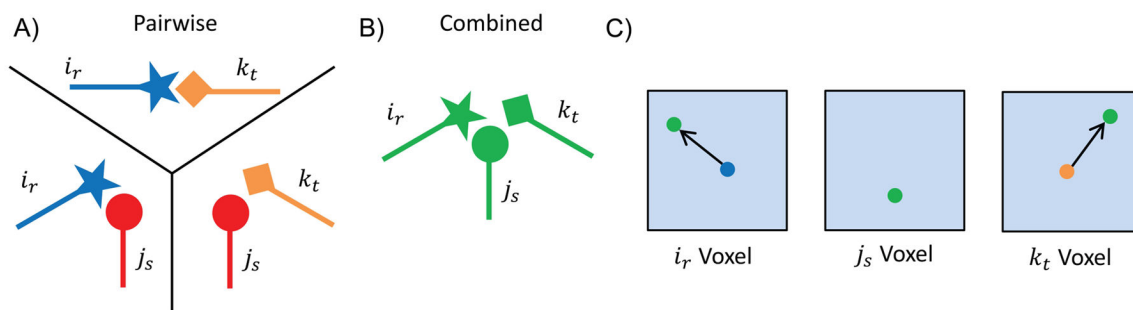 A) Pairwise
i_r k_t
i_r j_s
j_s k_t
B) Combined
i_r k_t
j_s
C)
i_r Voxel
j_s Voxel
k_t Voxel